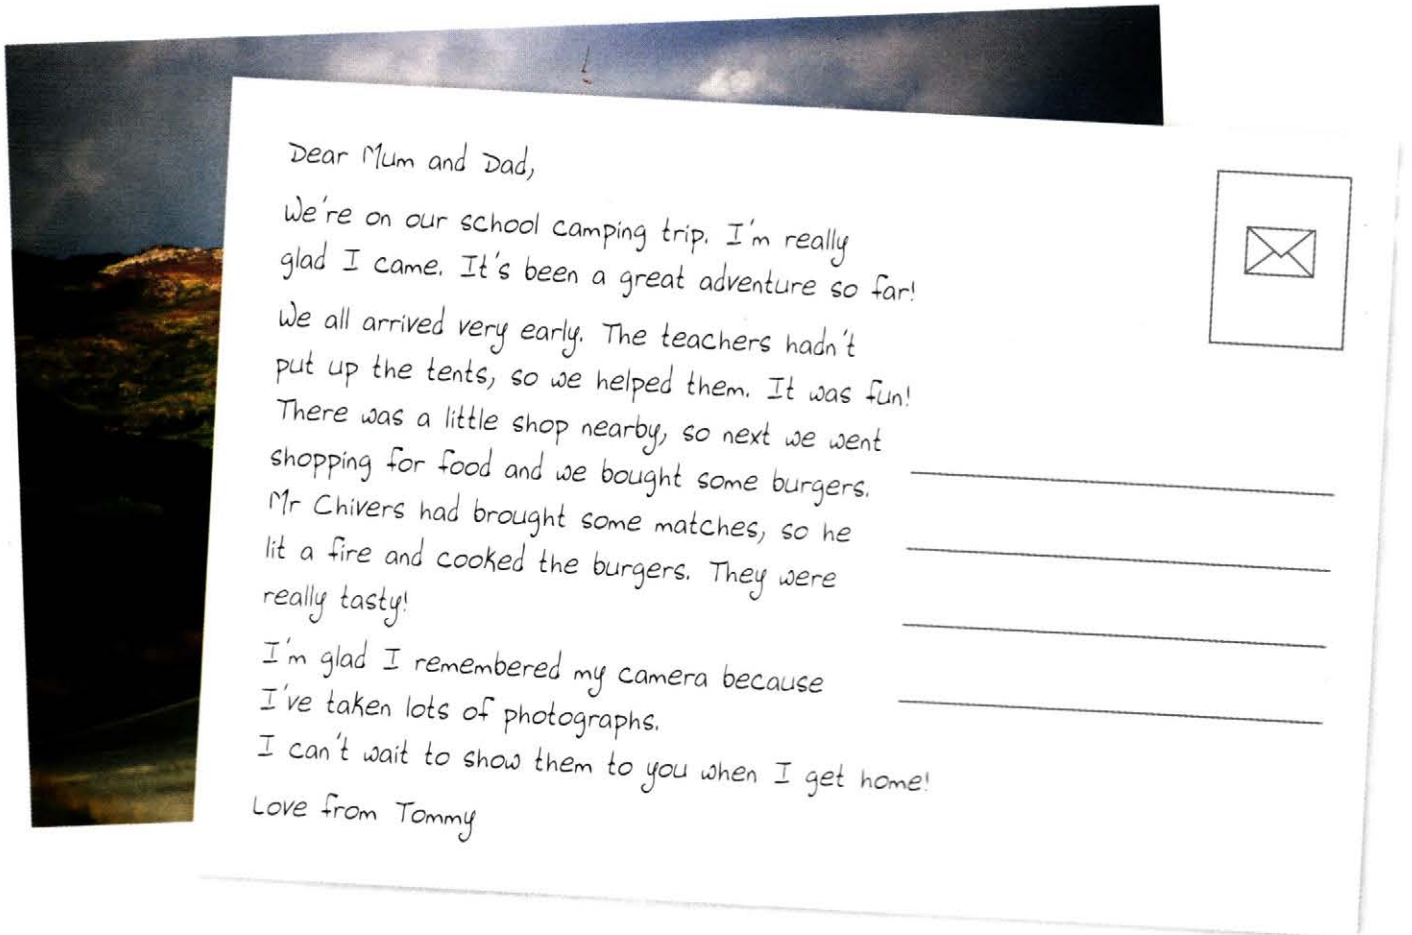 Dear Mum and Dad,
We're on our school camping trip. I'm really
glad I came. It's been a great adventure so far!
We all arrived very early. The teachers hadn't
put up the tents, so we helped them. It was fun!
There was a little shop nearby, so next we went
shopping for food and we bought some burgers.
Mr Chivers had brought some matches, so he
lit a fire and cooked the burgers. They were
really tasty!
I'm glad I remembered my camera because
I've taken lots of photographs.
I can't wait to show them to you when I get home!
Love from Tommy